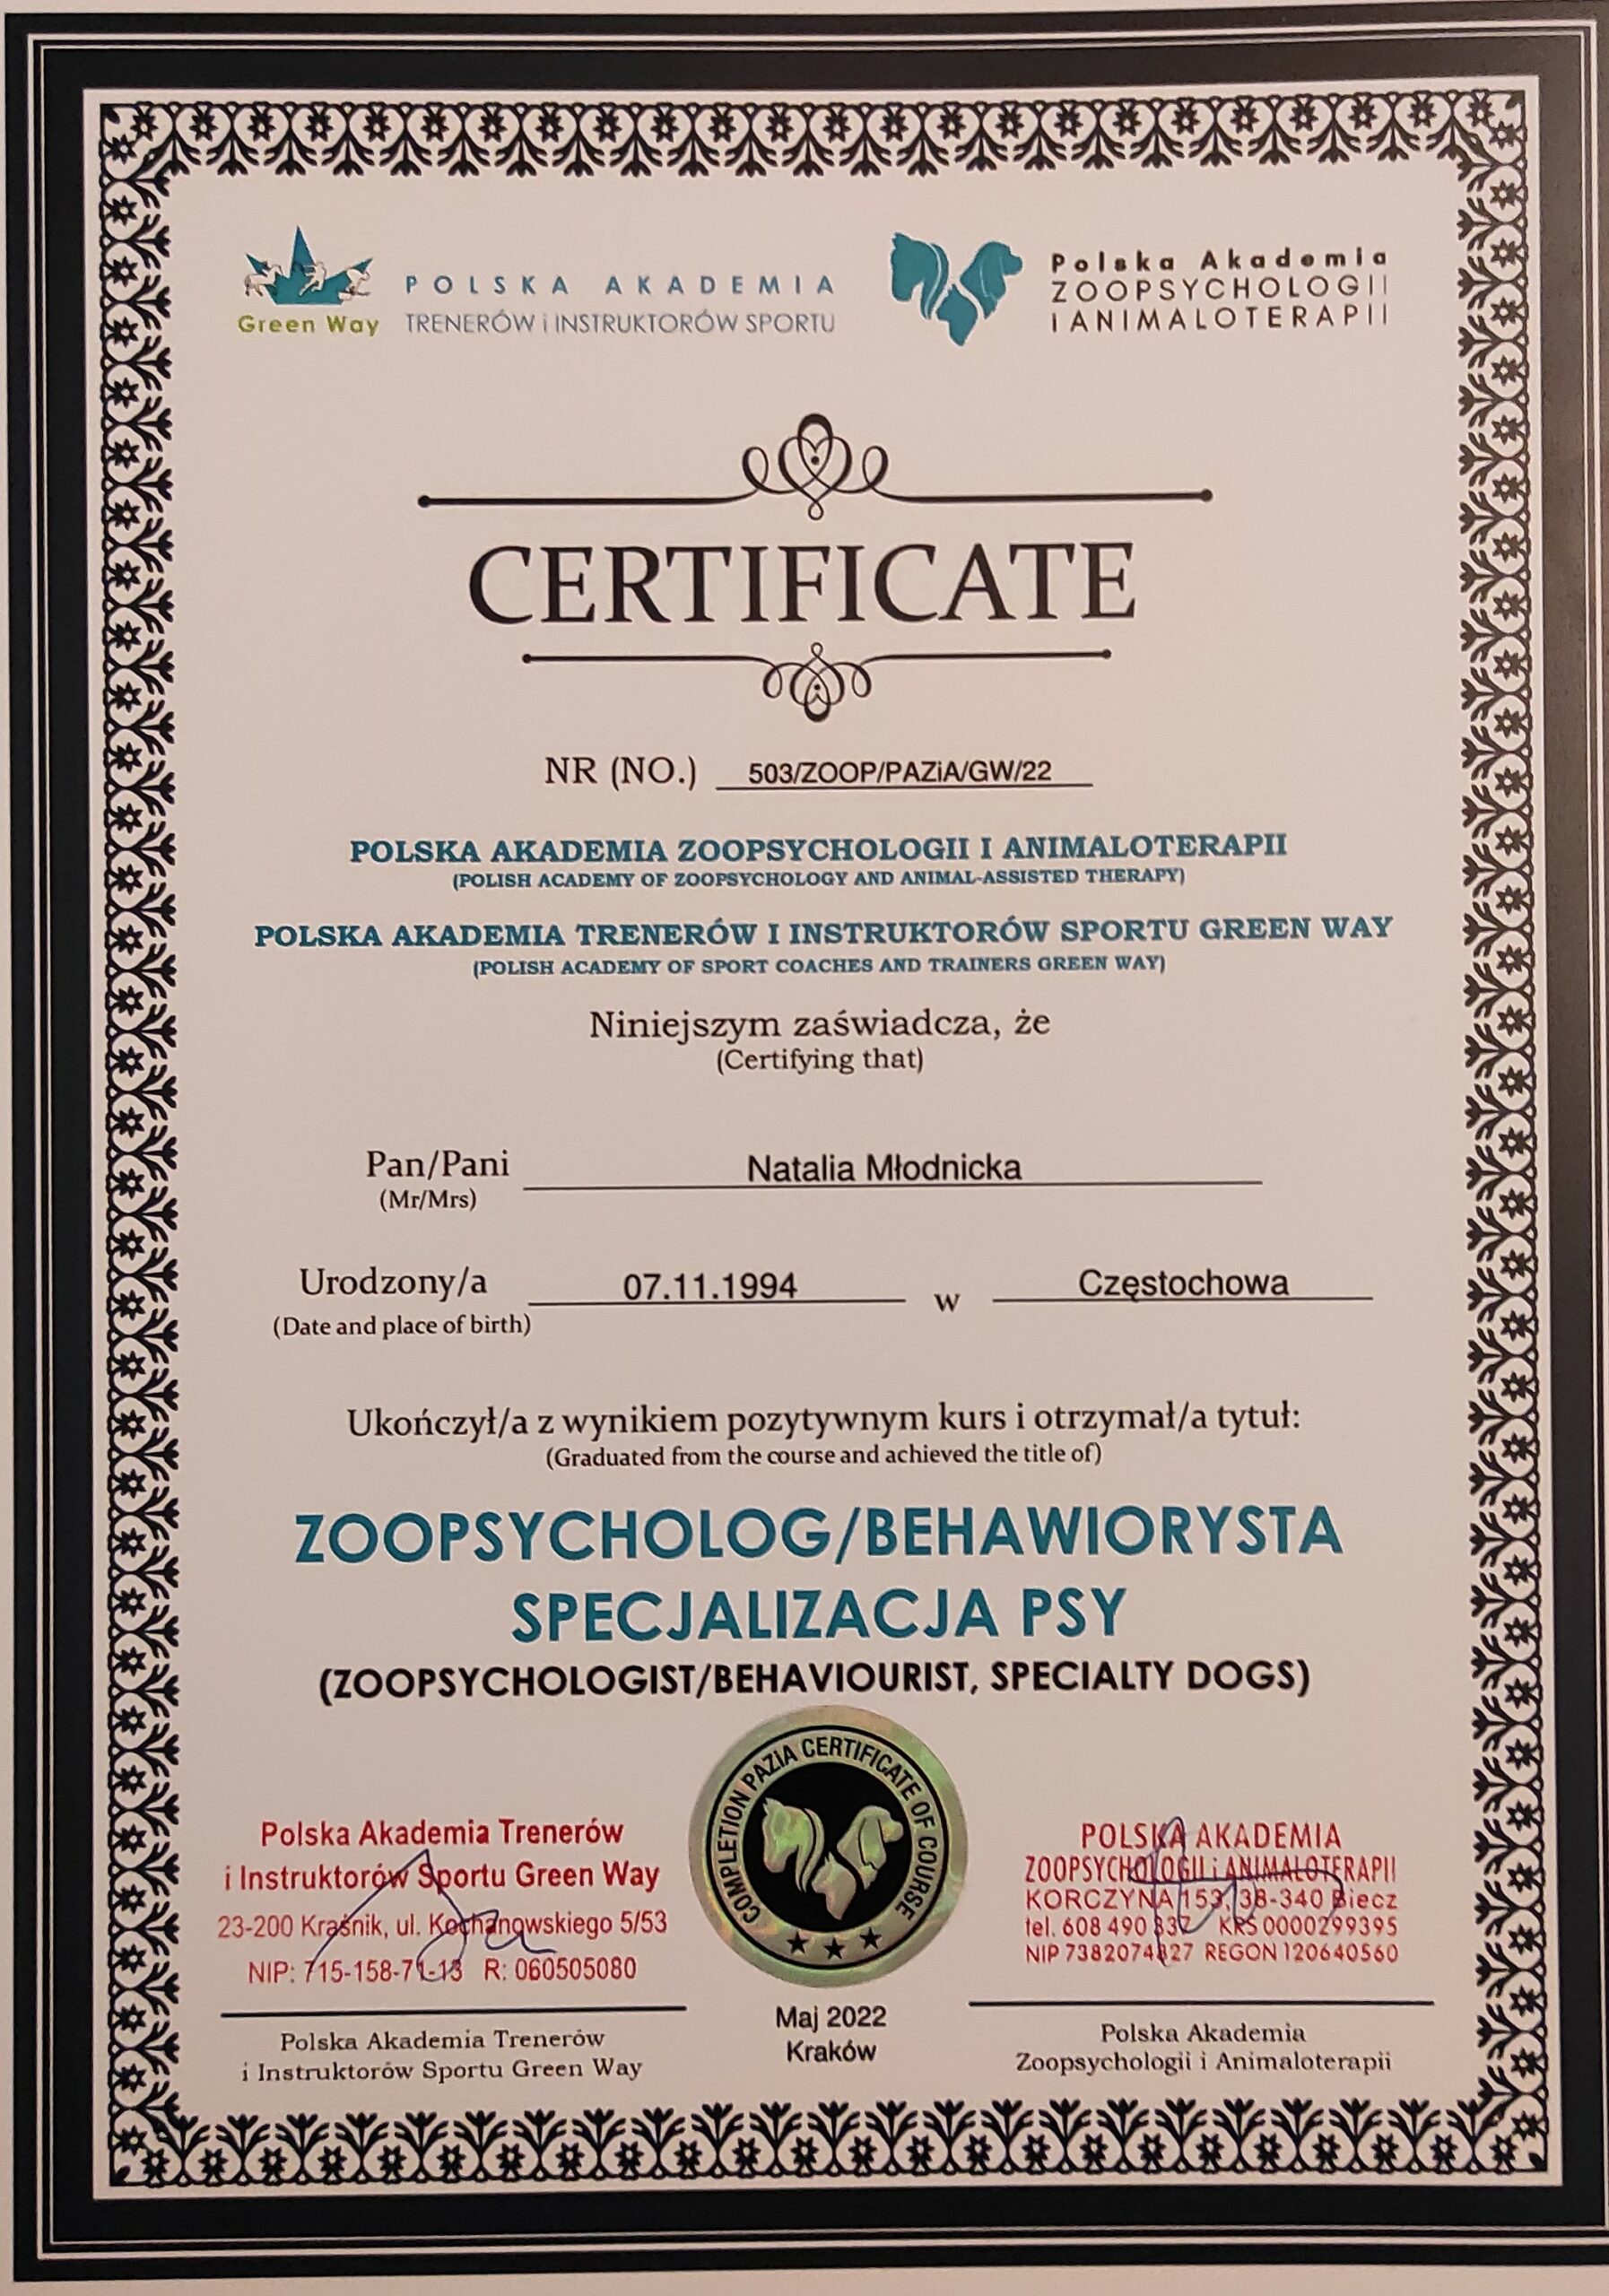 Green Way
POLSKA AKADEMIA
TRENERÓW i INSTRUKTORÓW SPORTU
Polska Akademia
ZOOPSYCHOLOGII
i ANIMALOTERAPII
CERTIFICATE
NR (NO.) 503/ZOOP/PAZiA/GW/22
POLSKA AKADEMIA ZOOPSYCHOLOGII I ANIMALOTERAPII
(POLISH ACADEMY OF ZOOPSYCHOLOGY AND ANIMAL-ASSISTED THERAPY)
POLSKA AKADEMIA TRENERÓW I INSTRUKTORÓW SPORTU GREEN WAY
(POLISH ACADEMY OF SPORT COACHES AND TRAINERS GREEN WAY)
Niniejszym zaświadcza, że
(Certifying that)
Pan/Pani Natalia Młodnicka
(Mr/Mrs)
Urodzony/a 07.11.1994 w Częstochowa
(Date and place of birth)
Ukończył/a z wynikiem pozytywnym kurs i otrzymał/a tytuł:
(Graduated from the course and achieved the title of)
ZOOPSYCHOLOG/BEHAWIORYSTA
SPECJALIZACJA PSY
(ZOOPSYCHOLOGIST/BEHAVIOURIST, SPECIALTY DOGS)
Polska Akademia Trenerów
i Instruktorów Sportu Green Way
23-200 Kraśnik, ul. Kochanowskiego 5/53
NIP: 715-158-71-13 R: 060505080
Polska Akademia Trenerów
i Instruktorów Sportu Green Way
COMPLETION PAZiA CERTIFICATE OF COURSE
Maj 2022
Kraków
POLSKA AKADEMIA
ZOOPSYCHOLOGII i ANIMALOTERAPII
KORCZYNA 153, 38-340 Biecz
tel. 608 490 337 KRS 0000299395
NIP 7382074827 REGON 120640560
Polska Akademia
Zoopsychologii i Animaloterapii